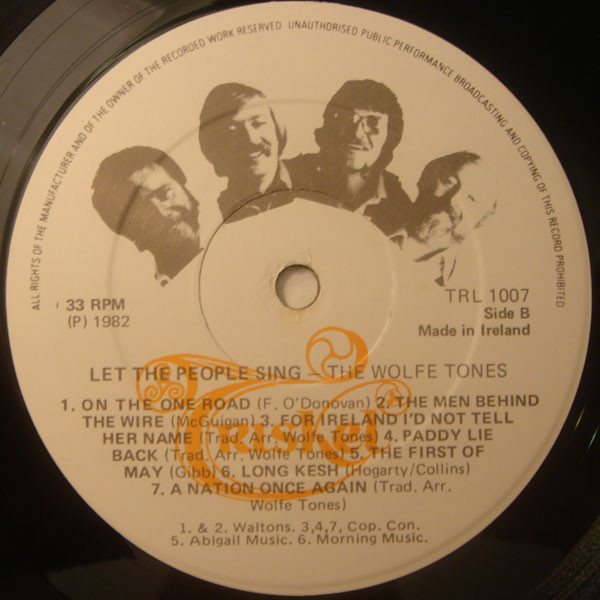 ALL RIGHTS OF THE MANUFACTURER AND OF THE OWNER OF THE RECORDED WORK RESERVED UNAUTHORISED PUBLIC PERFORMANCE BROADCASTING AND COPYING OF THIS RECORD PROHIBITED
33 RPM
(P) 1982
TRL 1007
Side B
Made in Ireland
LET THE PEOPLE SING – THE WOLFE TONES
Triskel
1. ON THE ONE ROAD (F. O'Donovan) 2. THE MEN BEHIND
THE WIRE (McGuigan) 3. FOR IRELAND I'D NOT TELL
HER NAME (Trad. Arr. Wolfe Tones) 4. PADDY LIE
BACK (Trad. Arr. Wolfe Tones) 5. THE FIRST OF
MAY (Gibb) 6. LONG KESH (Hogarty/Collins)
7. A NATION ONCE AGAIN (Trad. Arr.
Wolfe Tones)
1. & 2. Waltons. 3,4,7, Cop. Con.
5. Abigail Music. 6. Morning Music.